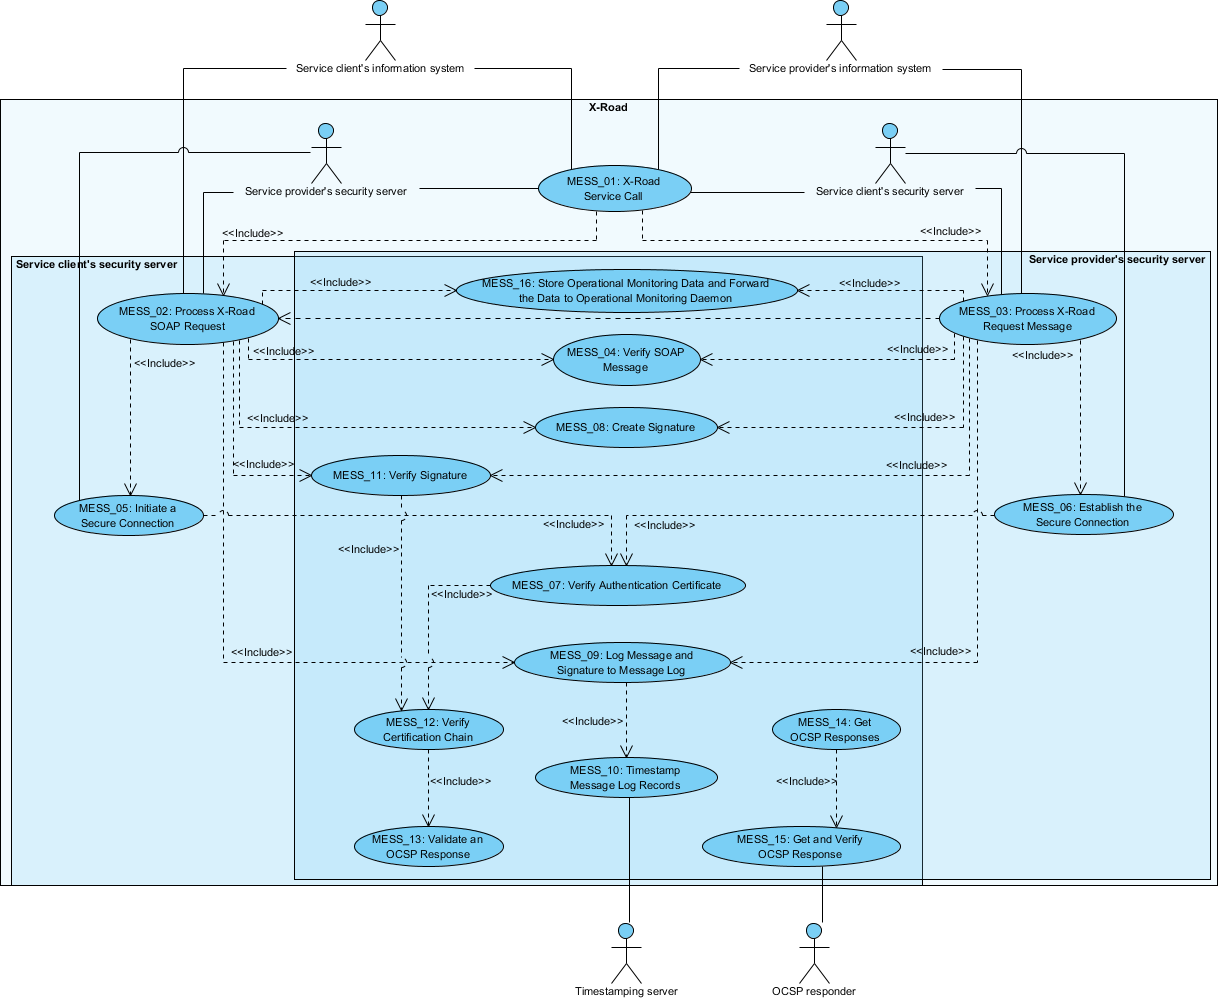 Service client's information system
Service provider's information system
X-Road
Service provider's security server
MESS_01: X-Road
Service Call
Service client's security server
<<Include>>
<<Include>>
Service client's security server
Service provider's security server
<<Include>>
MESS_16: Store Operational Monitoring Data and Forward
the Data to Operational Monitoring Daemon
<<Include>>
MESS_02: Process X-Road
SOAP Request
MESS_03: Process X-Road
Request Message
<<Include>>
<<Include>>
MESS_04: Verify SOAP
Message
<<Include>>
<<Include>>
<<Include>>
MESS_08: Create Signature
<<Include>>
<<Include>>
MESS_11: Verify Signature
<<Include>>
MESS_05: Initiate a
Secure Connection
MESS_06: Establish the
Secure Connection
<<Include>>
<<Include>>
<<Include>>
MESS_07: Verify Authentication Certificate
<<Include>>
<<Include>>
MESS_09: Log Message and
Signature to Message Log
<<Include>>
MESS_12: Verify
Certification Chain
<<Include>>
MESS_14: Get
OCSP Responses
MESS_10: Timestamp
Message Log Records
<<Include>>
<<Include>>
MESS_13: Validate an
OCSP Response
MESS_15: Get and Verify
OCSP Response
Timestamping server
OCSP responder